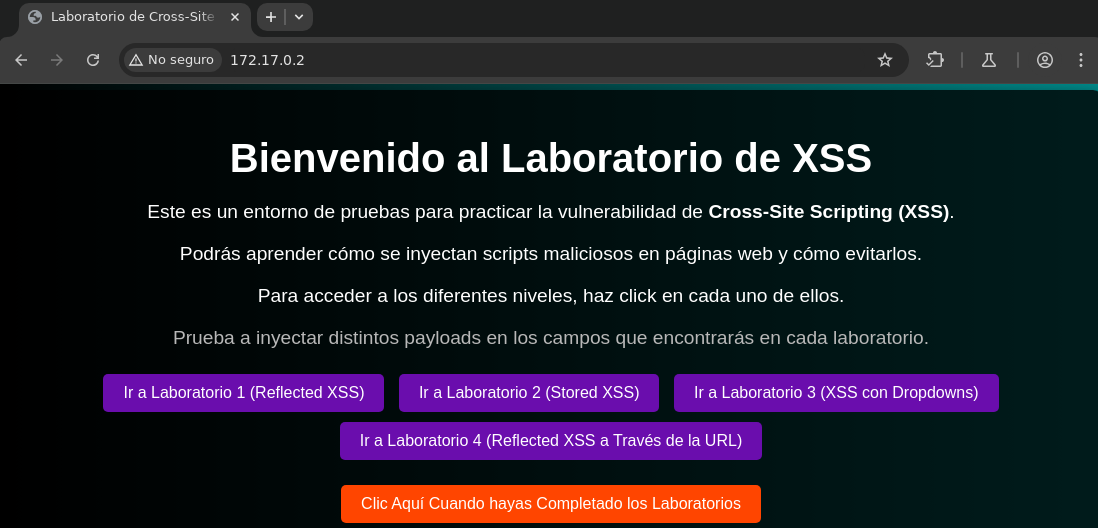 Laboratorio de Cross-Site
No seguro
172.17.0.2
Bienvenido al Laboratorio de XSS
Este es un entorno de pruebas para practicar la vulnerabilidad de Cross-Site Scripting (XSS).
Podrás aprender cómo se inyectan scripts maliciosos en páginas web y cómo evitarlos.
Para acceder a los diferentes niveles, haz click en cada uno de ellos.
Prueba a inyectar distintos payloads en los campos que encontrarás en cada laboratorio.
Ir a Laboratorio 1 (Reflected XSS)
Ir a Laboratorio 2 (Stored XSS)
Ir a Laboratorio 3 (XSS con Dropdowns)
Ir a Laboratorio 4 (Reflected XSS a Través de la URL)
Clic Aquí Cuando hayas Completado los Laboratorios